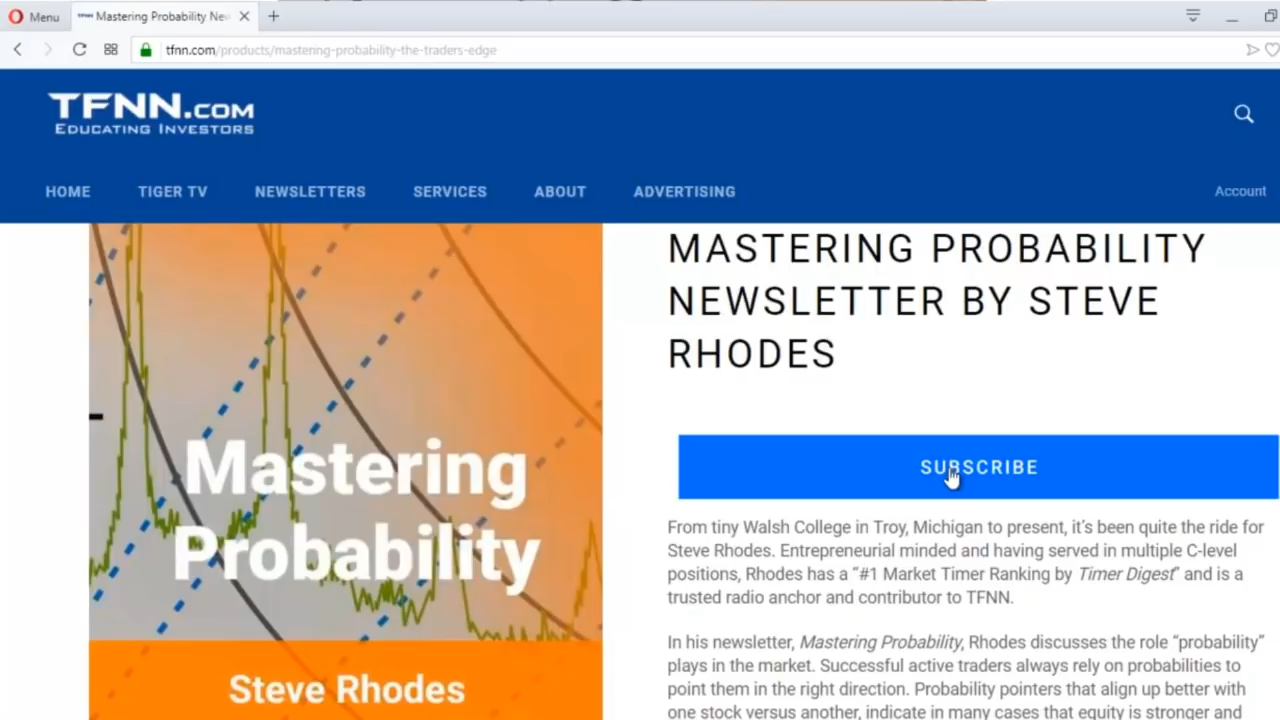 Menu
Mastering Probability Nev
tfnn.com/products/mastering-probability-the-traders-edge
TFNN.COM
EDUCATING INVESTORS
HOME
TIGER TV
NEWSLETTERS
SERVICES
ABOUT
ADVERTISING
Account
Mastering
Probability
Steve Rhodes
MASTERING PROBABILITY
NEWSLETTER BY STEVE
RHODES
SUBSCRIBE
From tiny Walsh College in Troy, Michigan to present, it's been quite the ride for
Steve Rhodes. Entrepreneurial minded and having served in multiple C-level
positions, Rhodes has a “#1 Market Timer Ranking by Timer Digest” and is a
trusted radio anchor and contributor to TFNN.
In his newsletter, Mastering Probability, Rhodes discusses the role “probability”
plays in the market. Successful active traders always rely on probabilities to
point them in the right direction. Probability pointers that align up better with
one stock versus another, indicate in many cases that equity is stronger and